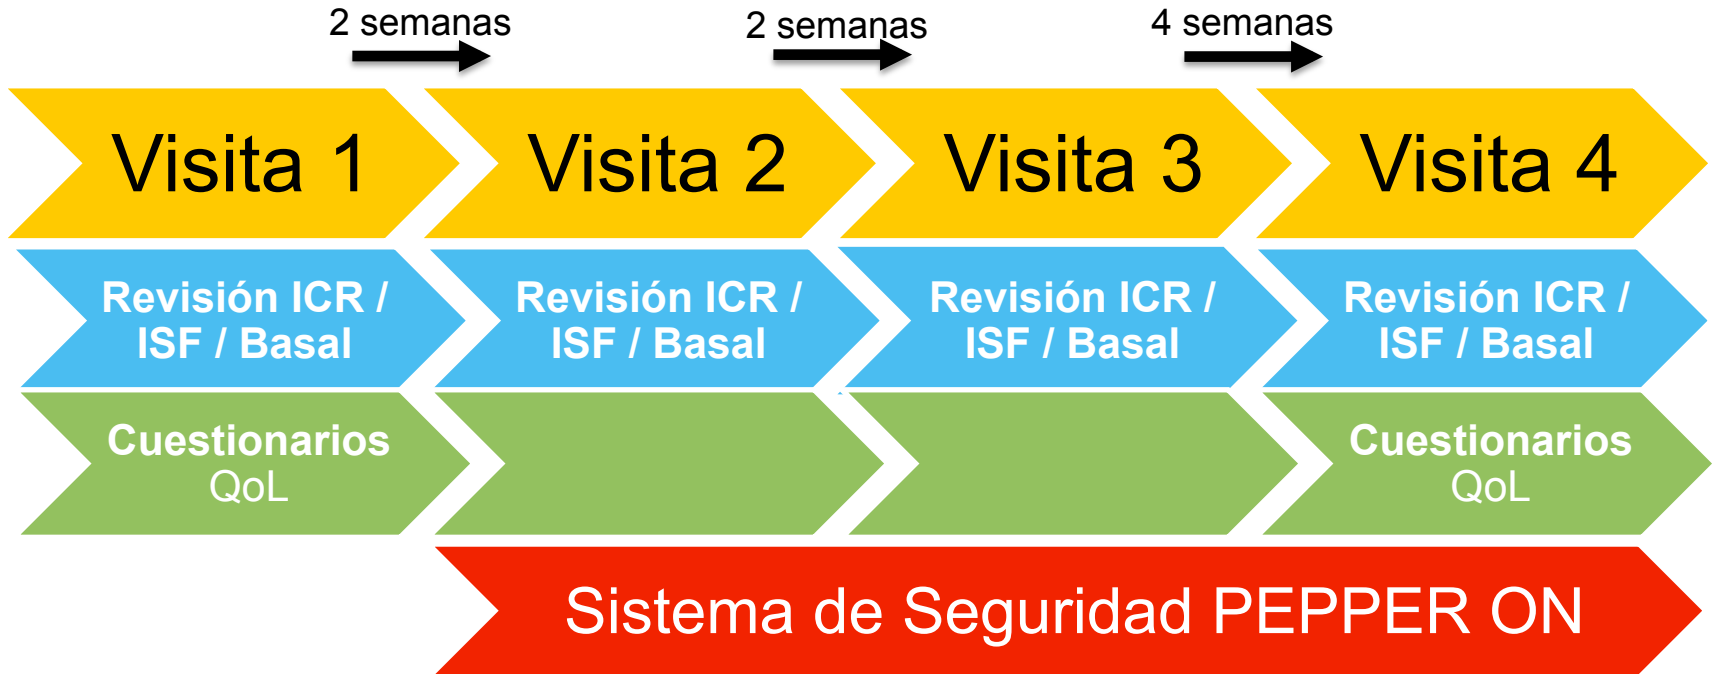 2 semanas
2 semanas
4 semanas
Visita 1
Visita 2
Visita 3
Visita 4
Revisión ICR /
ISF / Basal
Revisión ICR /
ISF / Basal
Revisión ICR /
ISF / Basal
Revisión ICR /
ISF / Basal
Cuestionarios
QoL
Cuestionarios
QoL
Sistema de Seguridad PEPPER ON